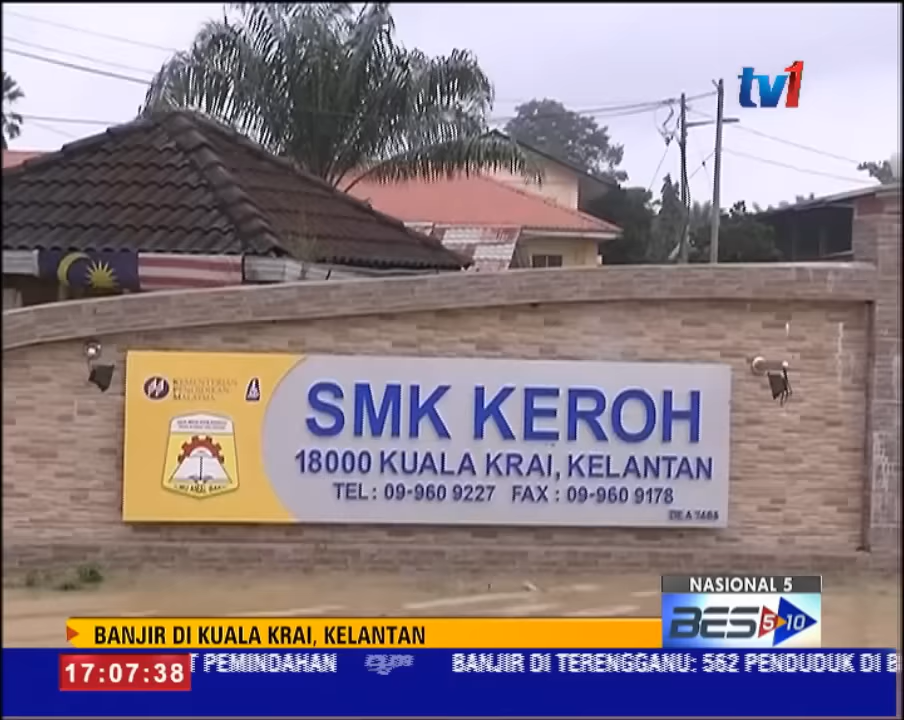 tv1
KEMENTERIAN
PENDIDIKAN
MALAYSIA
SMK KEROH
18000 KUALA KRAI, KELANTAN
TEL : 09-960 9227 FAX : 09-960 9178
NASIONAL 5
BES 5 10
BANJIR DI KUALA KRAI, KELANTAN
17:07:38
T PEMINDAHAN BANJIR DI TERENGGANU: 562 PENDUDUK DI B